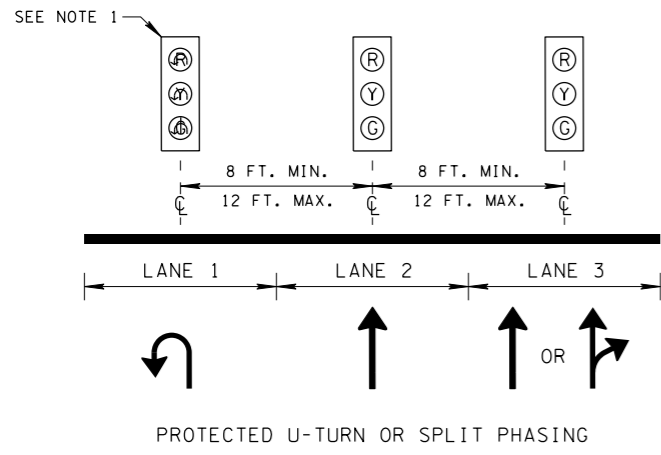 SEE NOTE 1
R R R
Y Y Y
G G G
8 FT. MIN. 8 FT. MIN.
℄ 12 FT. MAX. ℄ 12 FT. MAX. ℄
LANE 1 LANE 2 LANE 3
OR
PROTECTED U-TURN OR SPLIT PHASING